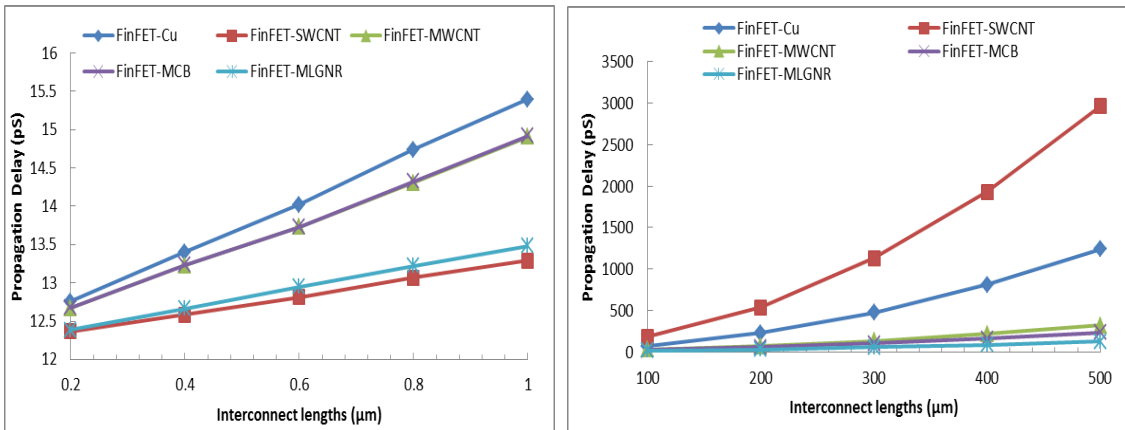 FinFET-Cu FinFET-SWCNT FinFET-MWCNT
FinFET-MCB FinFET-MLGNR
Propagation Delay (pS)
16
15.5
15
14.5
14
13.5
13
12.5
12
0.2 0.4 0.6 0.8 1
Interconnect lengths (µm)
FinFET-Cu FinFET-SWCNT
FinFET-MWCNT FinFET-MCB
FinFET-MLGNR
Propagation Delay (pS)
3500
3000
2500
2000
1500
1000
500
0
100 200 300 400 500
Interconnect lengths (µm)